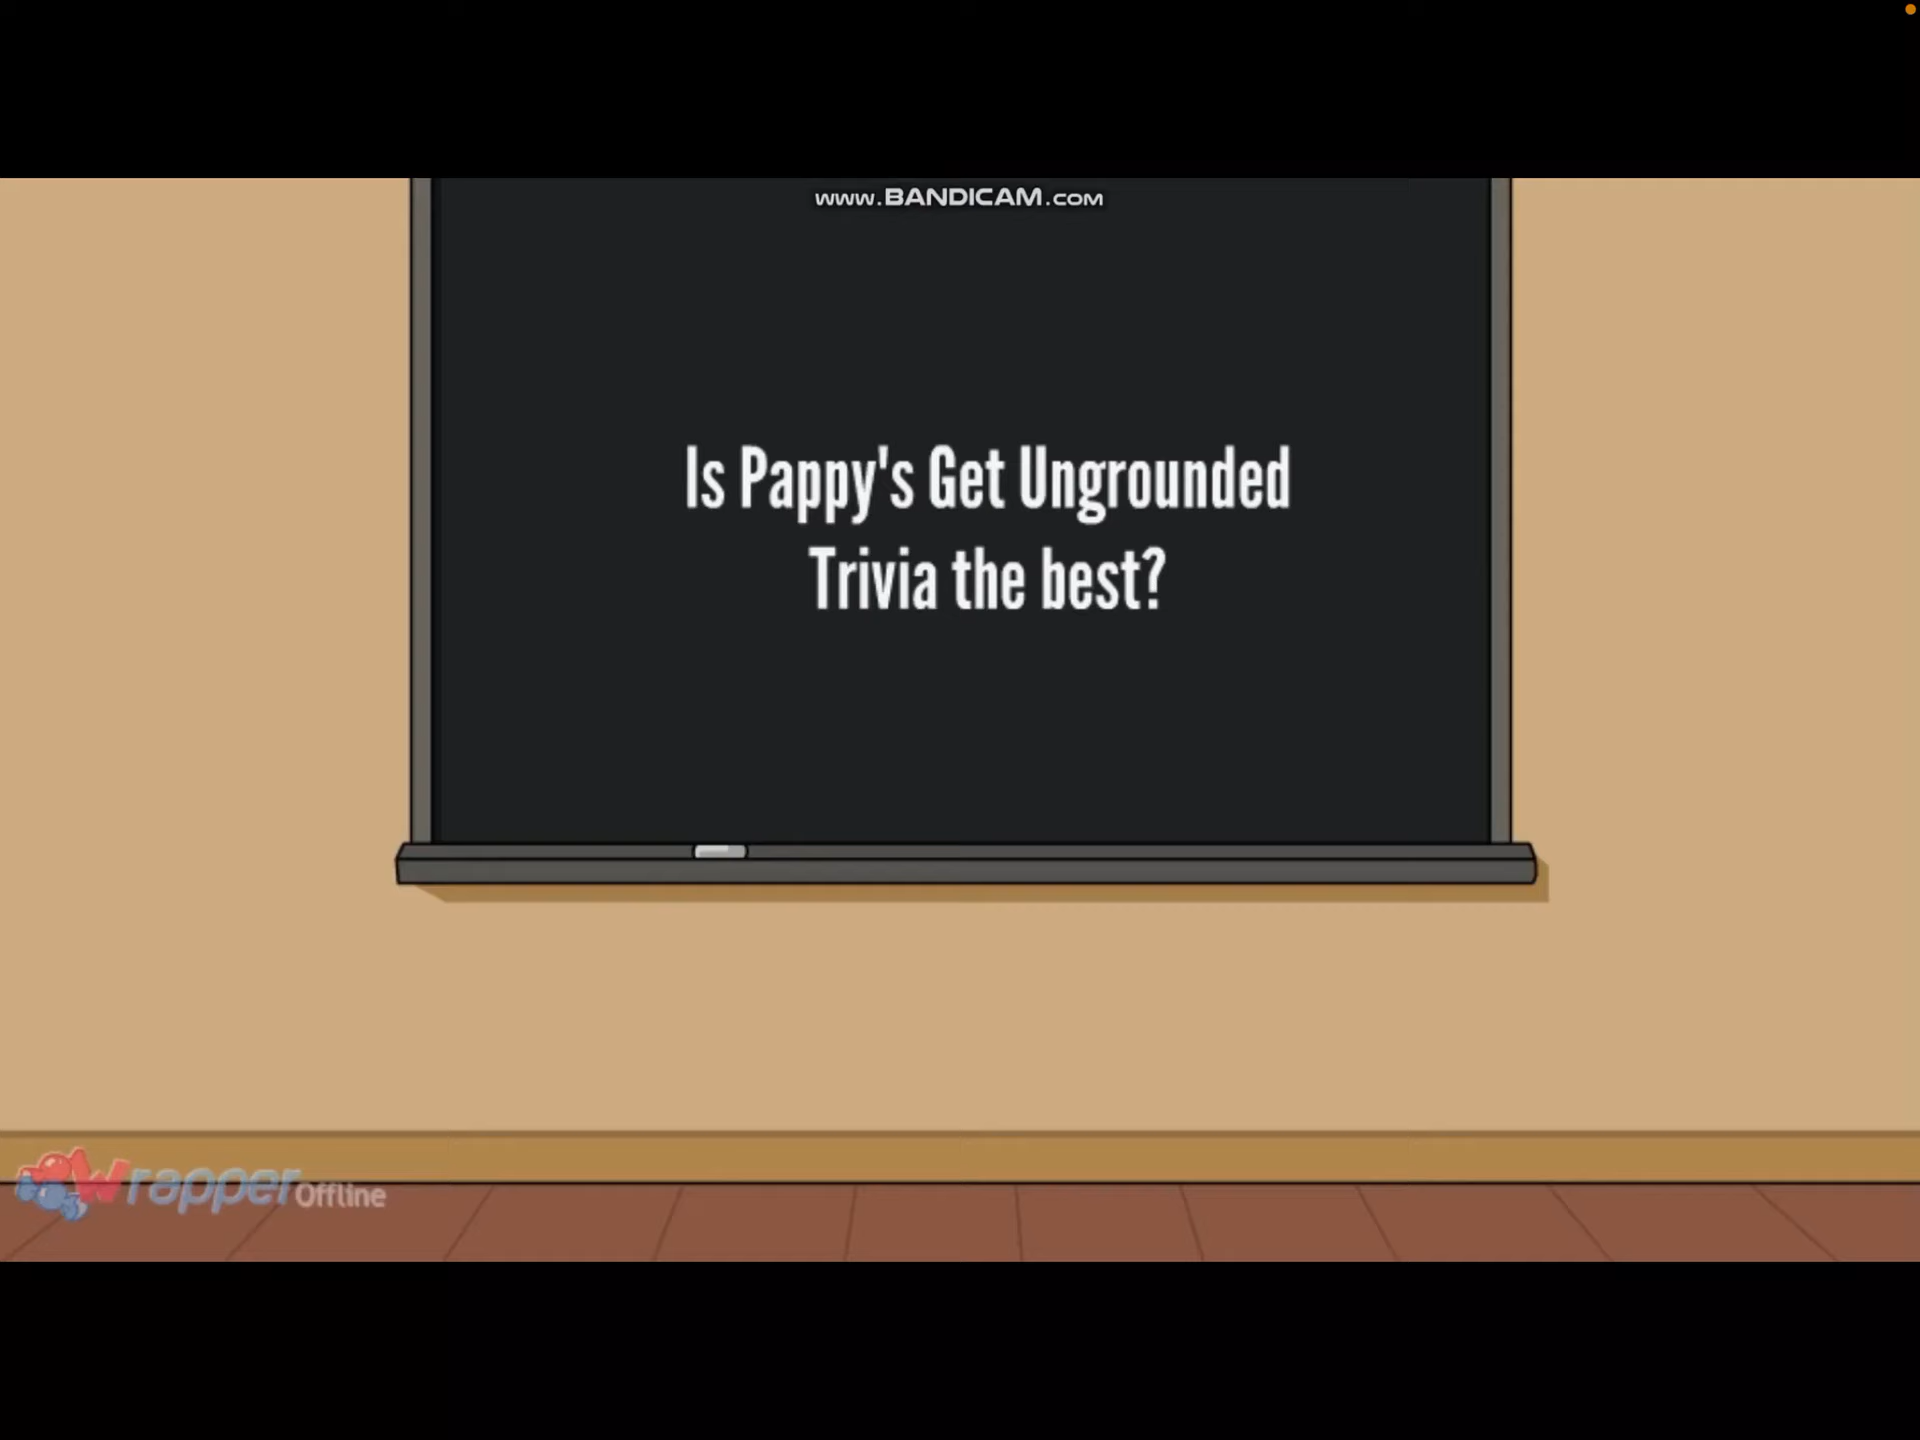 www.BANDICAM.com
Is Pappy's Get Ungrounded
Trivia the best?
Wrapper Offline